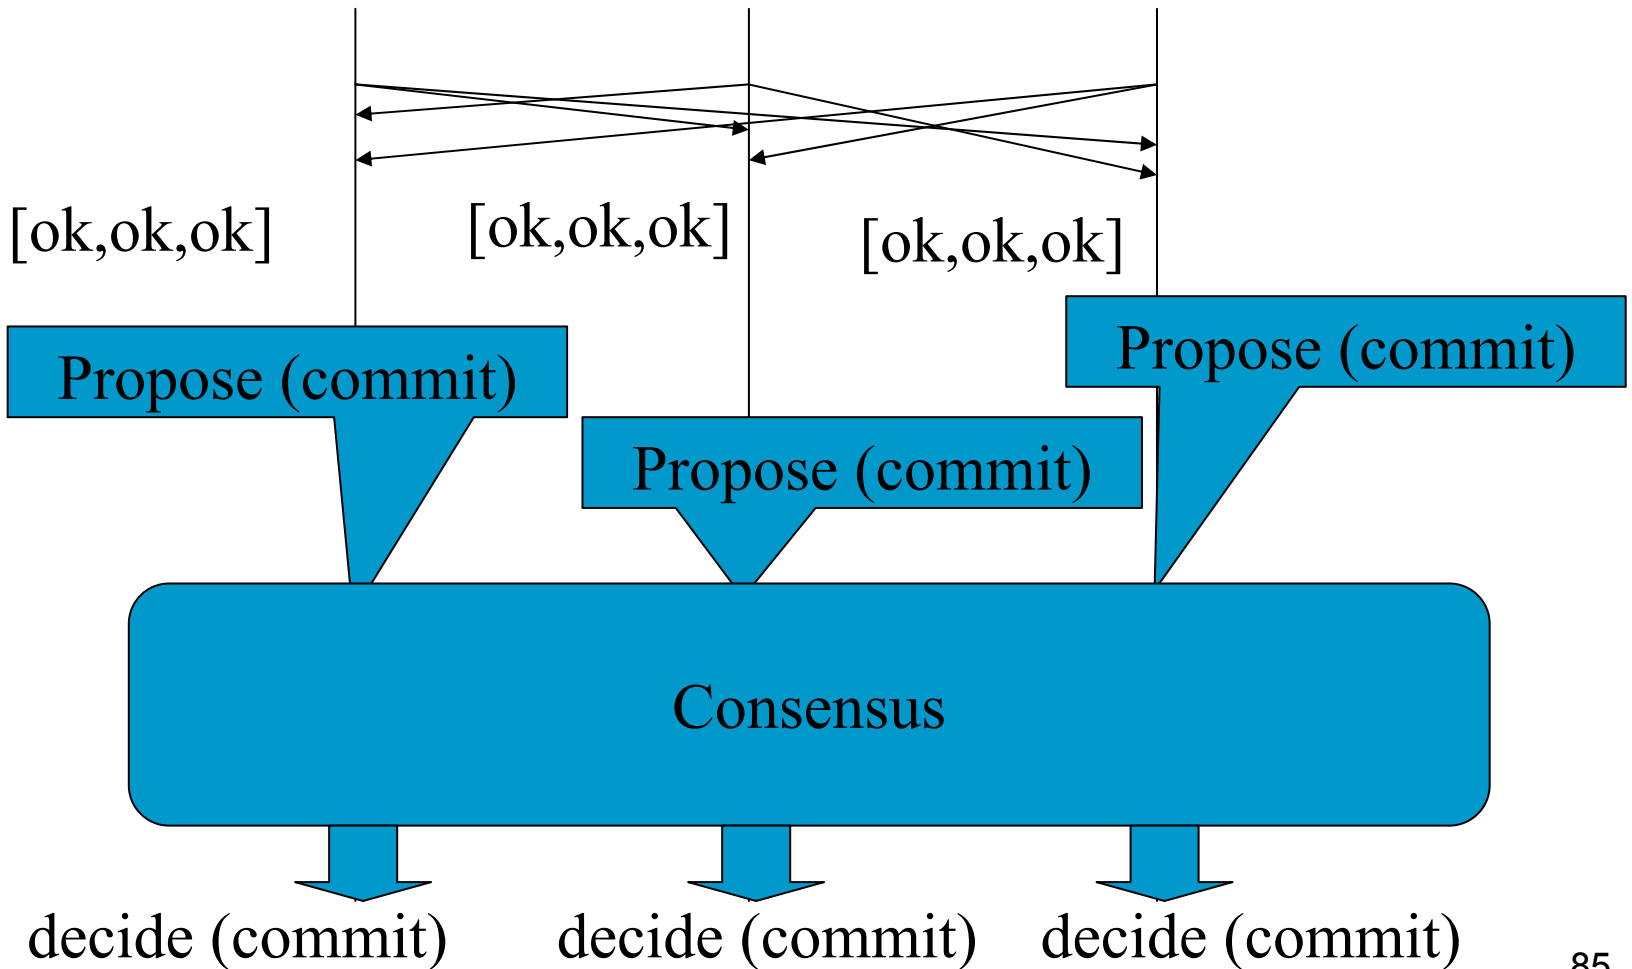 [ok,ok,ok]
[ok,ok,ok]
[ok,ok,ok]
Propose (commit)
Propose (commit)
Propose (commit)
Consensus
decide (commit)
decide (commit)
decide (commit)
85